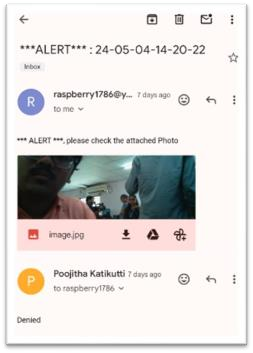 ***ALERT*** : 24-05-04-14-20-22
Inbox
R
raspberry1786@y... 7 days ago
to me
*** ALERT ***, please check the attached Photo
image.jpg
P
Poojitha Katikutti 7 days ago
to raspberry1786
Denied